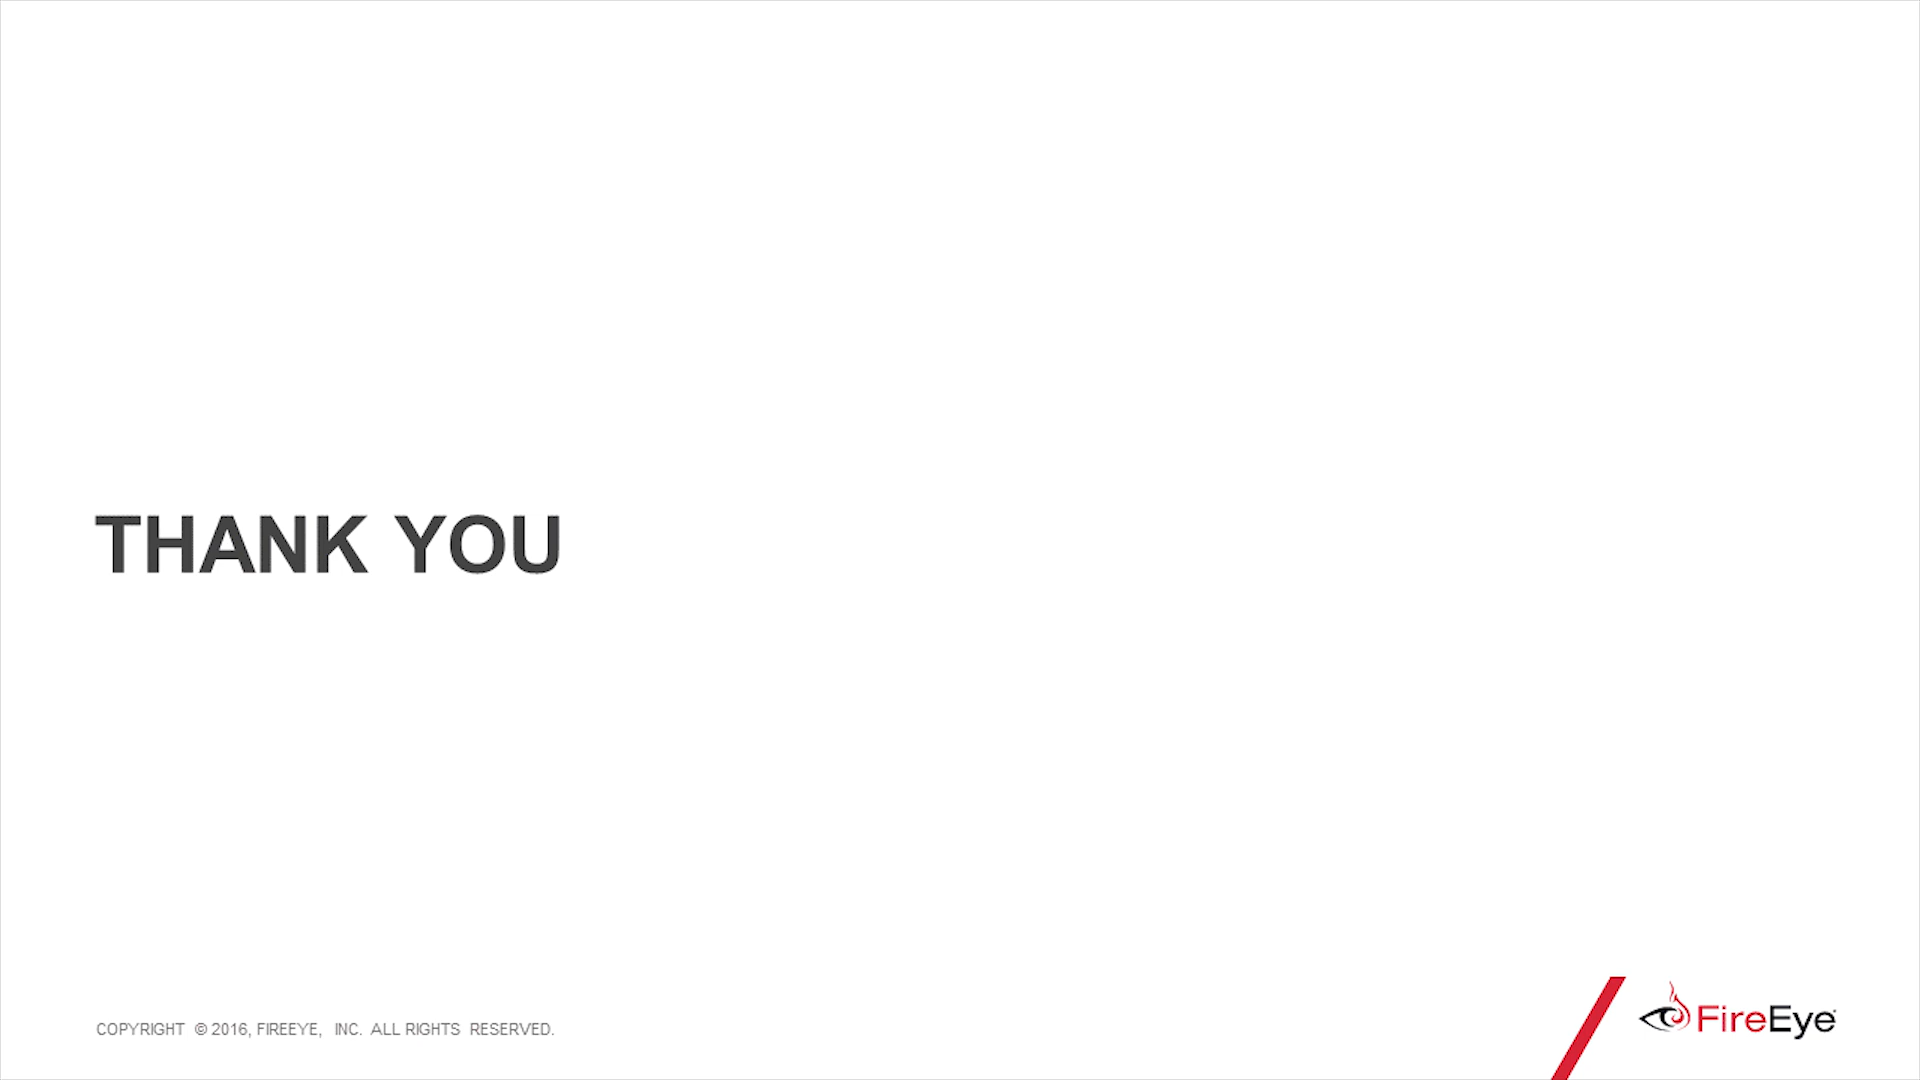 THANK YOU
COPYRIGHT © 2016, FIREEYE, INC. ALL RIGHTS RESERVED.
FireEye